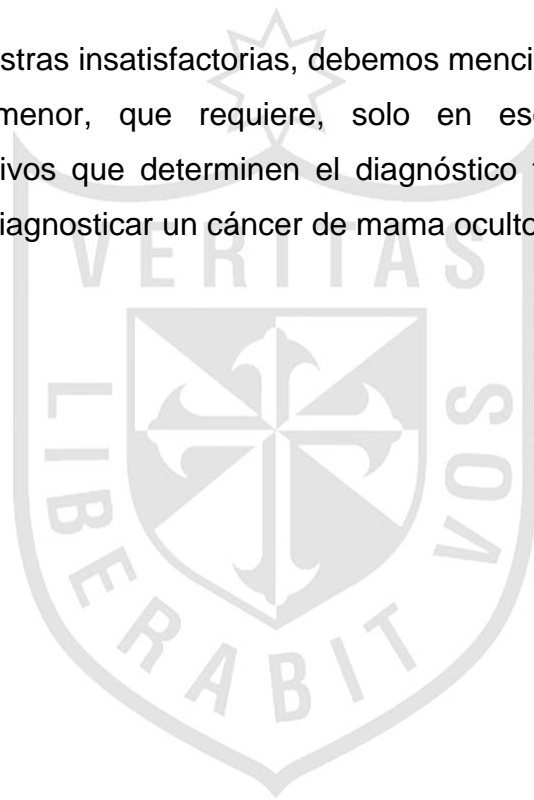 stras insatisfactorias, debemos menci
menor, que requiere, solo en es
ivos que determinen el diagnóstico
iagnosticar un cáncer de mama oculto
VERITAS
LIBERABIT VOS